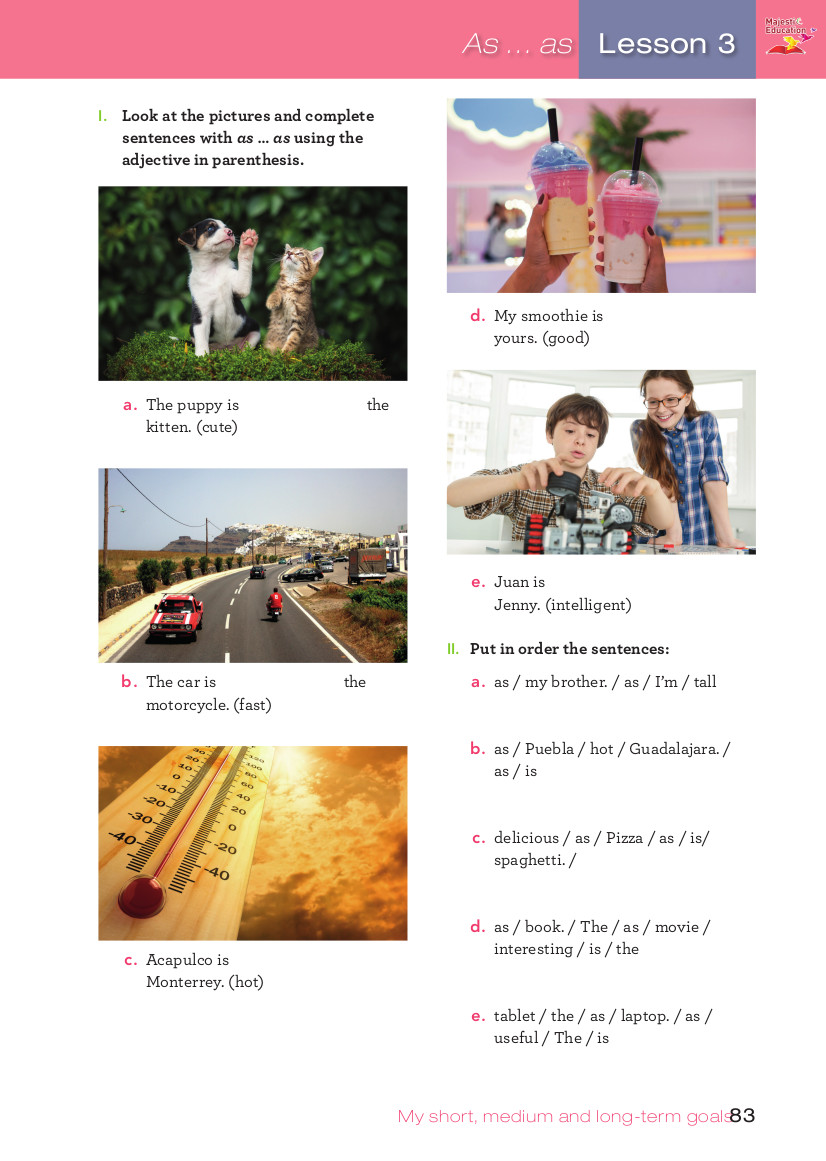 As ... as
Lesson 3
Majestic
Education
I. Look at the pictures and complete
sentences with as ... as using the
adjective in parenthesis.
a. The puppy is the
kitten. (cute)
b. The car is the
motorcycle. (fast)
30
20
10
0
-10
-20
-30
-40
120
100
80
60
40
20
0
-20
-40
c. Acapulco is
Monterrey. (hot)
d. My smoothie is
yours. (good)
e. Juan is
Jenny. (intelligent)
II. Put in order the sentences:
a. as / my brother. / as / I'm / tall
b. as / Puebla / hot / Guadalajara. /
as / is
c. delicious / as / Pizza / as / is/
spaghetti. /
d. as / book. / The / as / movie /
interesting / is / the
e. tablet / the / as / laptop. / as /
useful / The / is
My short, medium and long-term goals
83